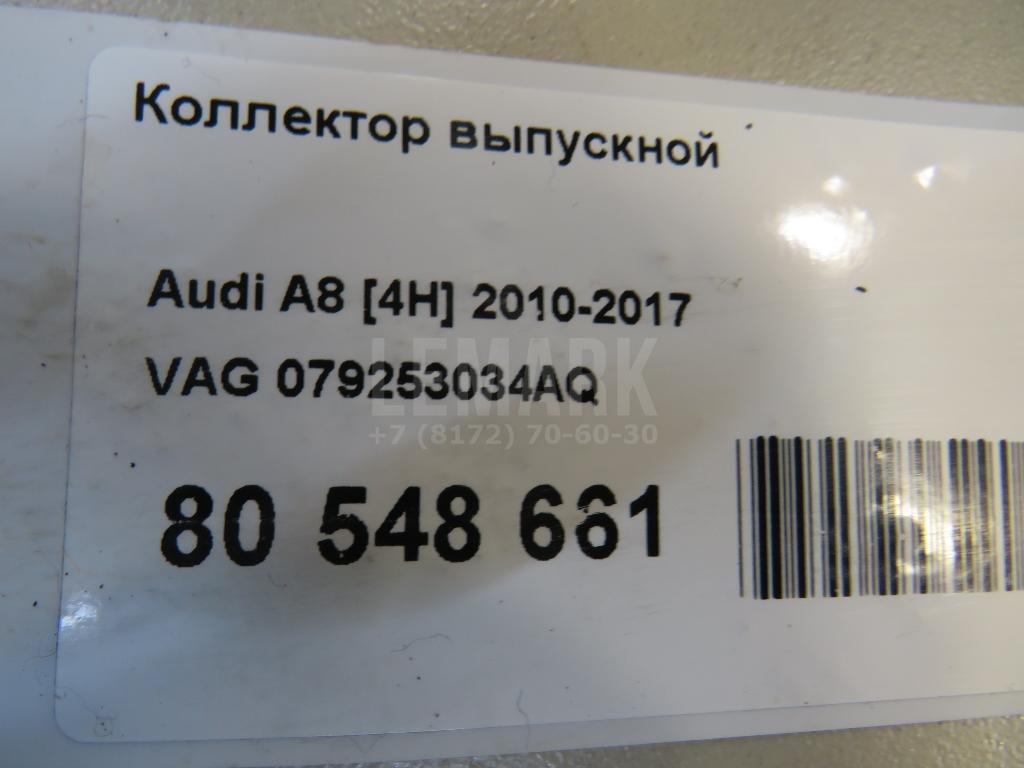 Коллектор выпускной
Audi A8 [4H] 2010-2017
VAG 079253034AQ
LEMARK
+7 (8172) 70-60-30
80 548 661